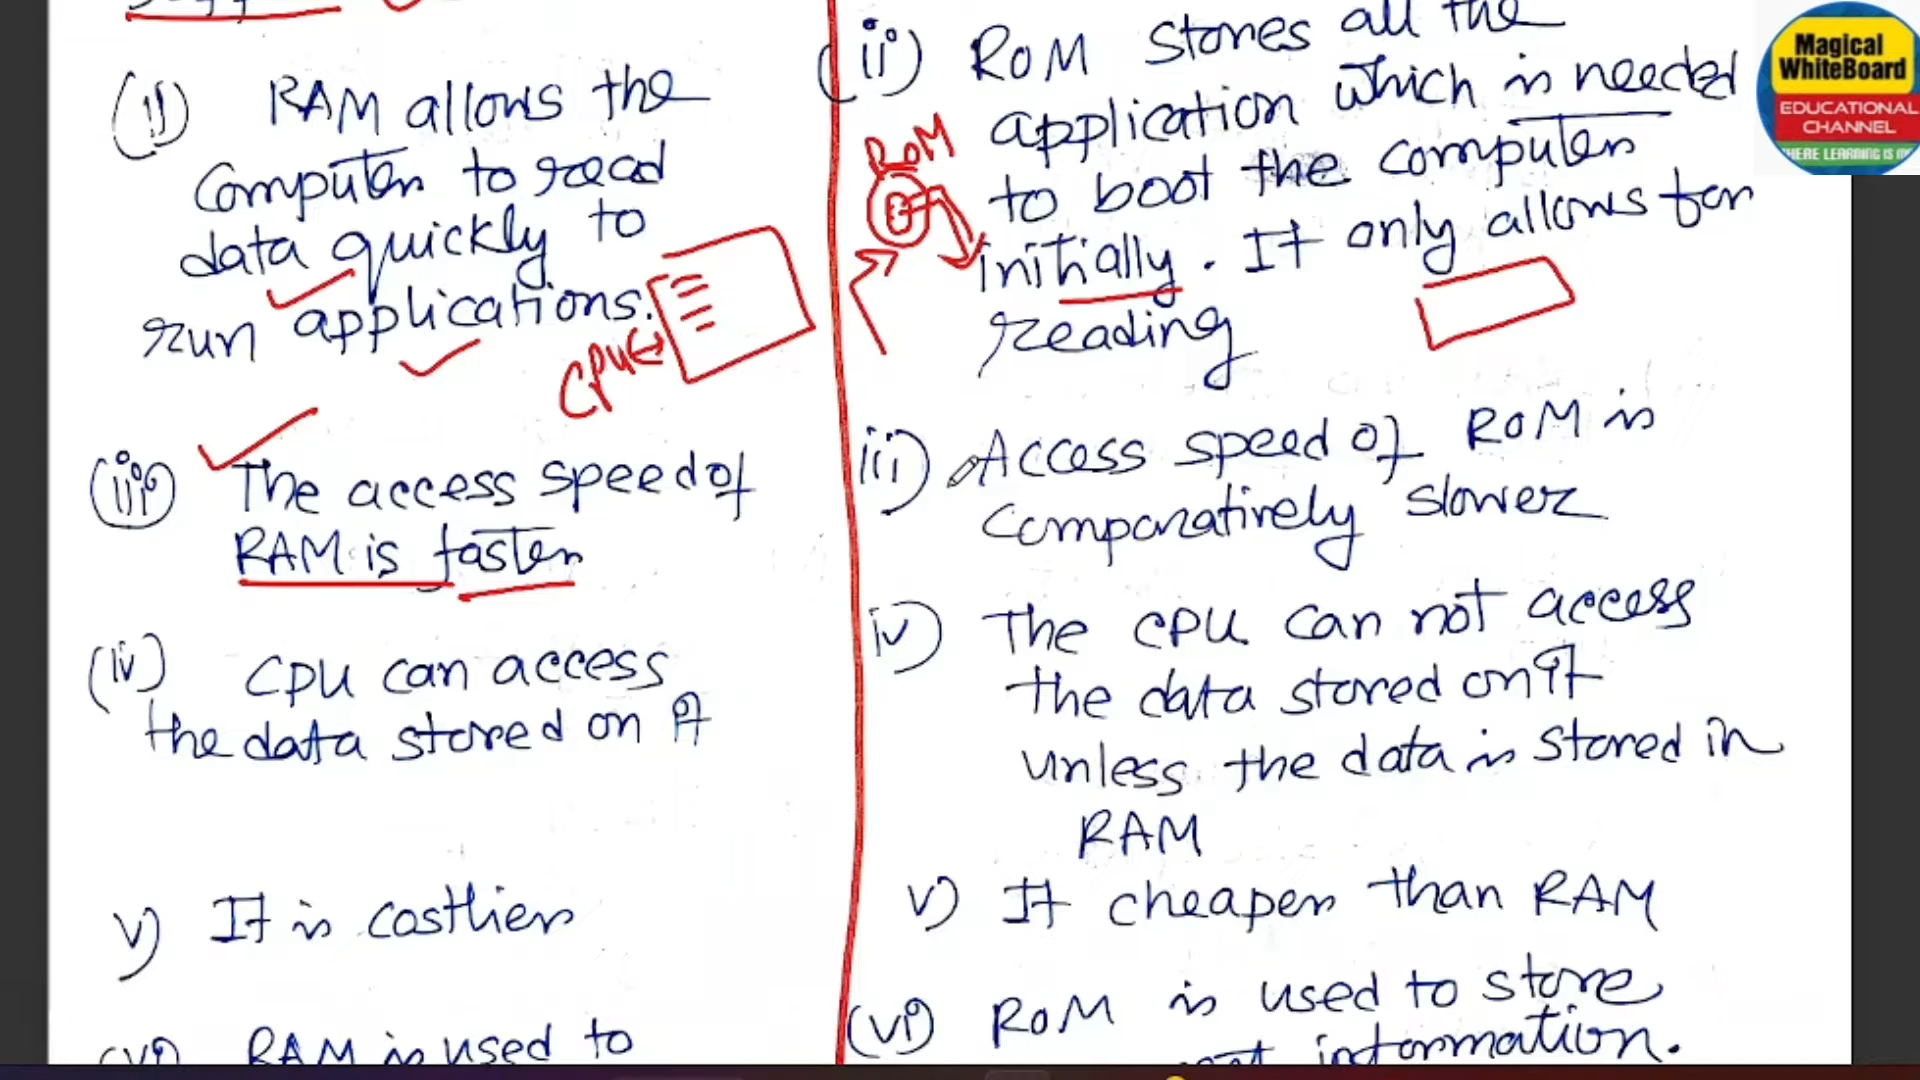 (ii) RAM allows the
Computer to read
data quickly to
run applications.
CPU
(iii) The access speed of
RAM is faster
(iv) CPU can access
the data stored on it
v) It is costlier
(vi) RAM is used to
(ii) ROM stores all the
application which is needed
ROM
to boot the computer
initially. It only allows for
reading
iii) Access speed of ROM is
comparatively slower
iv) The CPU can not access
the data stored on it
unless the data is stored in
RAM
v) It cheaper than RAM
(vi) ROM is used to store
information.
Magical
WhiteBoard
EDUCATIONAL
CHANNEL
HERE LEARNING IS